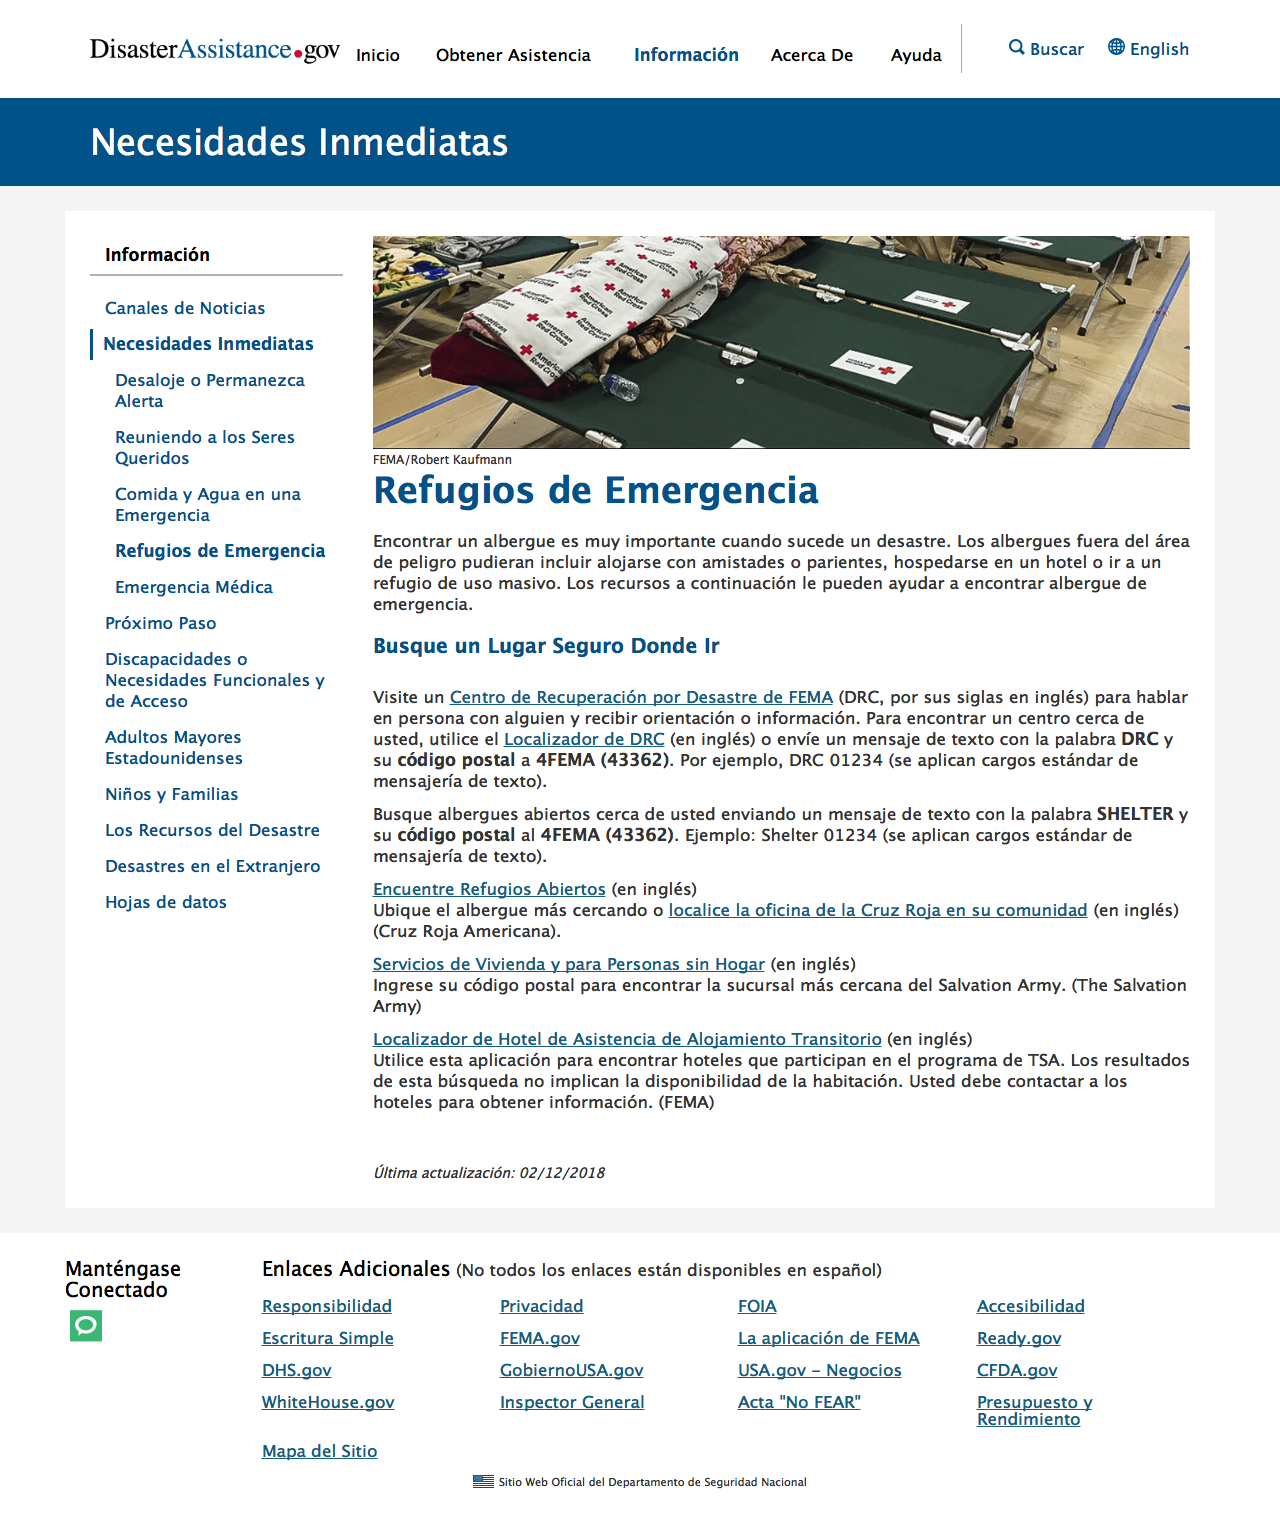 DisasterAssistance.gov
Inicio
Obtener Asistencia
Información
Acerca De
Ayuda
Buscar
English
Necesidades Inmediatas
Información
Canales de Noticias
Necesidades Inmediatas
Desaloje o Permanezca
Alerta
Reuniendo a los Seres
Queridos
Comida y Agua en una
Emergencia
Refugios de Emergencia
Emergencia Médica
Próximo Paso
Discapacidades o
Necesidades Funcionales y
de Acceso
Adultos Mayores
Estadounidenses
Niños y Familias
Los Recursos del Desastre
Desastres en el Extranjero
Hojas de datos
American
Red Cross
FEMA/Robert Kaufmann
Refugios de Emergencia
Encontrar un albergue es muy importante cuando sucede un desastre. Los albergues fuera del área
de peligro pudieran incluir alojarse con amistades o parientes, hospedarse en un hotel o ir a un
refugio de uso masivo. Los recursos a continuación le pueden ayudar a encontrar albergue de
emergencia.
Busque un Lugar Seguro Donde Ir
Visite un Centro de Recuperación por Desastre de FEMA (DRC, por sus siglas en inglés) para hablar
en persona con alguien y recibir orientación o información. Para encontrar un centro cerca de
usted, utilice el Localizador de DRC (en inglés) o envíe un mensaje de texto con la palabra DRC y
su código postal a 4FEMA (43362). Por ejemplo, DRC 01234 (se aplican cargos estándar de
mensajería de texto).
Busque albergues abiertos cerca de usted enviando un mensaje de texto con la palabra SHELTER y
su código postal al 4FEMA (43362). Ejemplo: Shelter 01234 (se aplican cargos estándar de
mensajería de texto).
Encuentre Refugios Abiertos (en inglés)
Ubique el albergue más cercando o localice la oficina de la Cruz Roja en su comunidad (en inglés)
(Cruz Roja Americana).
Servicios de Vivienda y para Personas sin Hogar (en inglés)
Ingrese su código postal para encontrar la sucursal más cercana del Salvation Army. (The Salvation
Army)
Localizador de Hotel de Asistencia de Alojamiento Transitorio (en inglés)
Utilice esta aplicación para encontrar hoteles que participan en el programa de TSA. Los resultados
de esta búsqueda no implican la disponibilidad de la habitación. Usted debe contactar a los
hoteles para obtener información. (FEMA)
Última actualización: 02/12/2018
Manténgase
Conectado
Enlaces Adicionales (No todos los enlaces están disponibles en español)
Responsibilidad
Privacidad
FOIA
Accesibilidad
Escritura Simple
FEMA.gov
La aplicación de FEMA
Ready.gov
DHS.gov
GobiernoUSA.gov
USA.gov – Negocios
CFDA.gov
WhiteHouse.gov
Inspector General
Acta "No FEAR"
Presupuesto y
Rendimiento
Mapa del Sitio
Sitio Web Oficial del Departamento de Seguridad Nacional